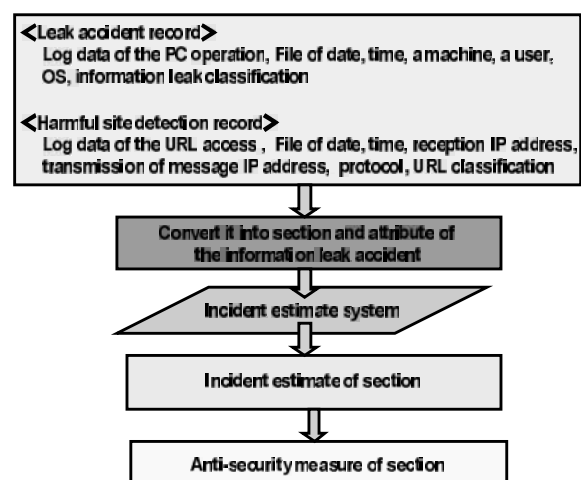 <Leak accident record>
Log data of the PC operation, File of date, time, a machine, a user,
OS, information leak classification
<Harmful site detection record>
Log data of the URL access , File of date, time, reception IP address,
transmission of message IP address, protocol, URL classification
Convert it into section and attribute of
the information leak accident
Incident estimate system
Incident estimate of section
Anti-security measure of section